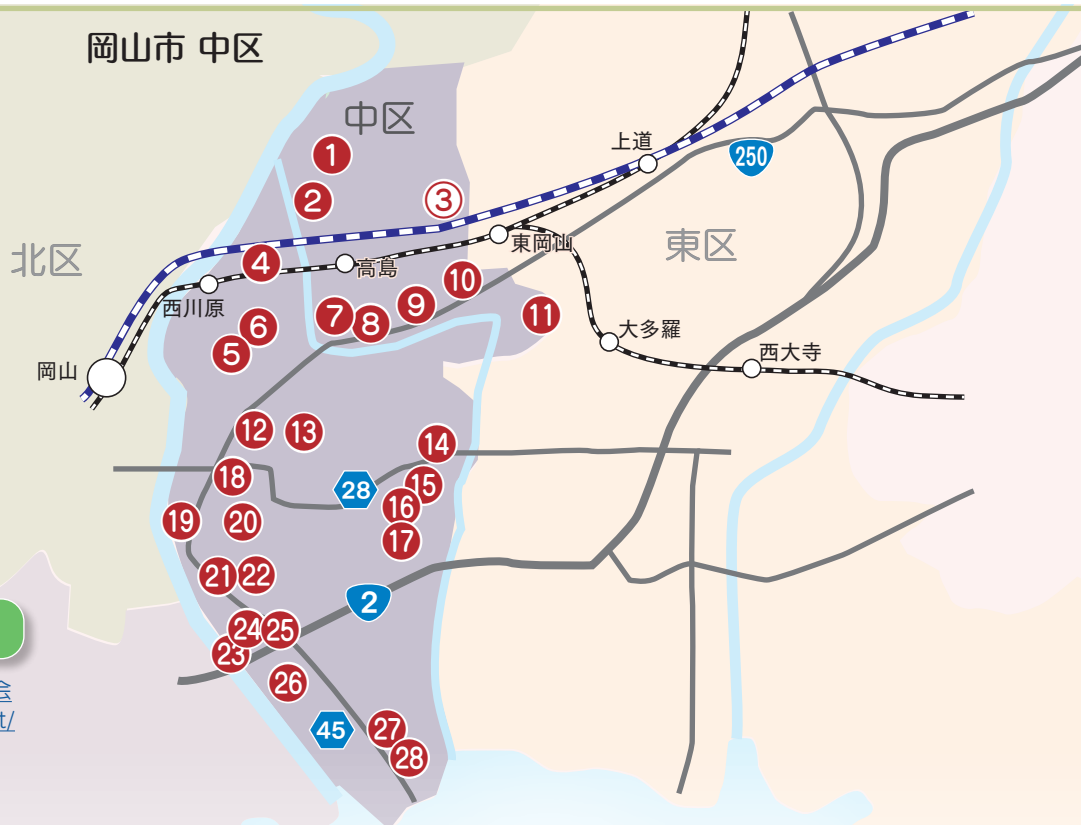 岡山市 中区
中区
上道
250
①
②
③
北区
東区
東岡山
④
高島
西川原
⑩
⑨
⑪
⑦
⑧
⑥
大多羅
⑤
西大寺
岡山
⑫
⑬
⑭
⑱
28
⑮
⑯
⑲
⑳
㉑
㉒
⑰
2
㉔
㉕
㉓
会
㉖
t/
45
㉗
㉘